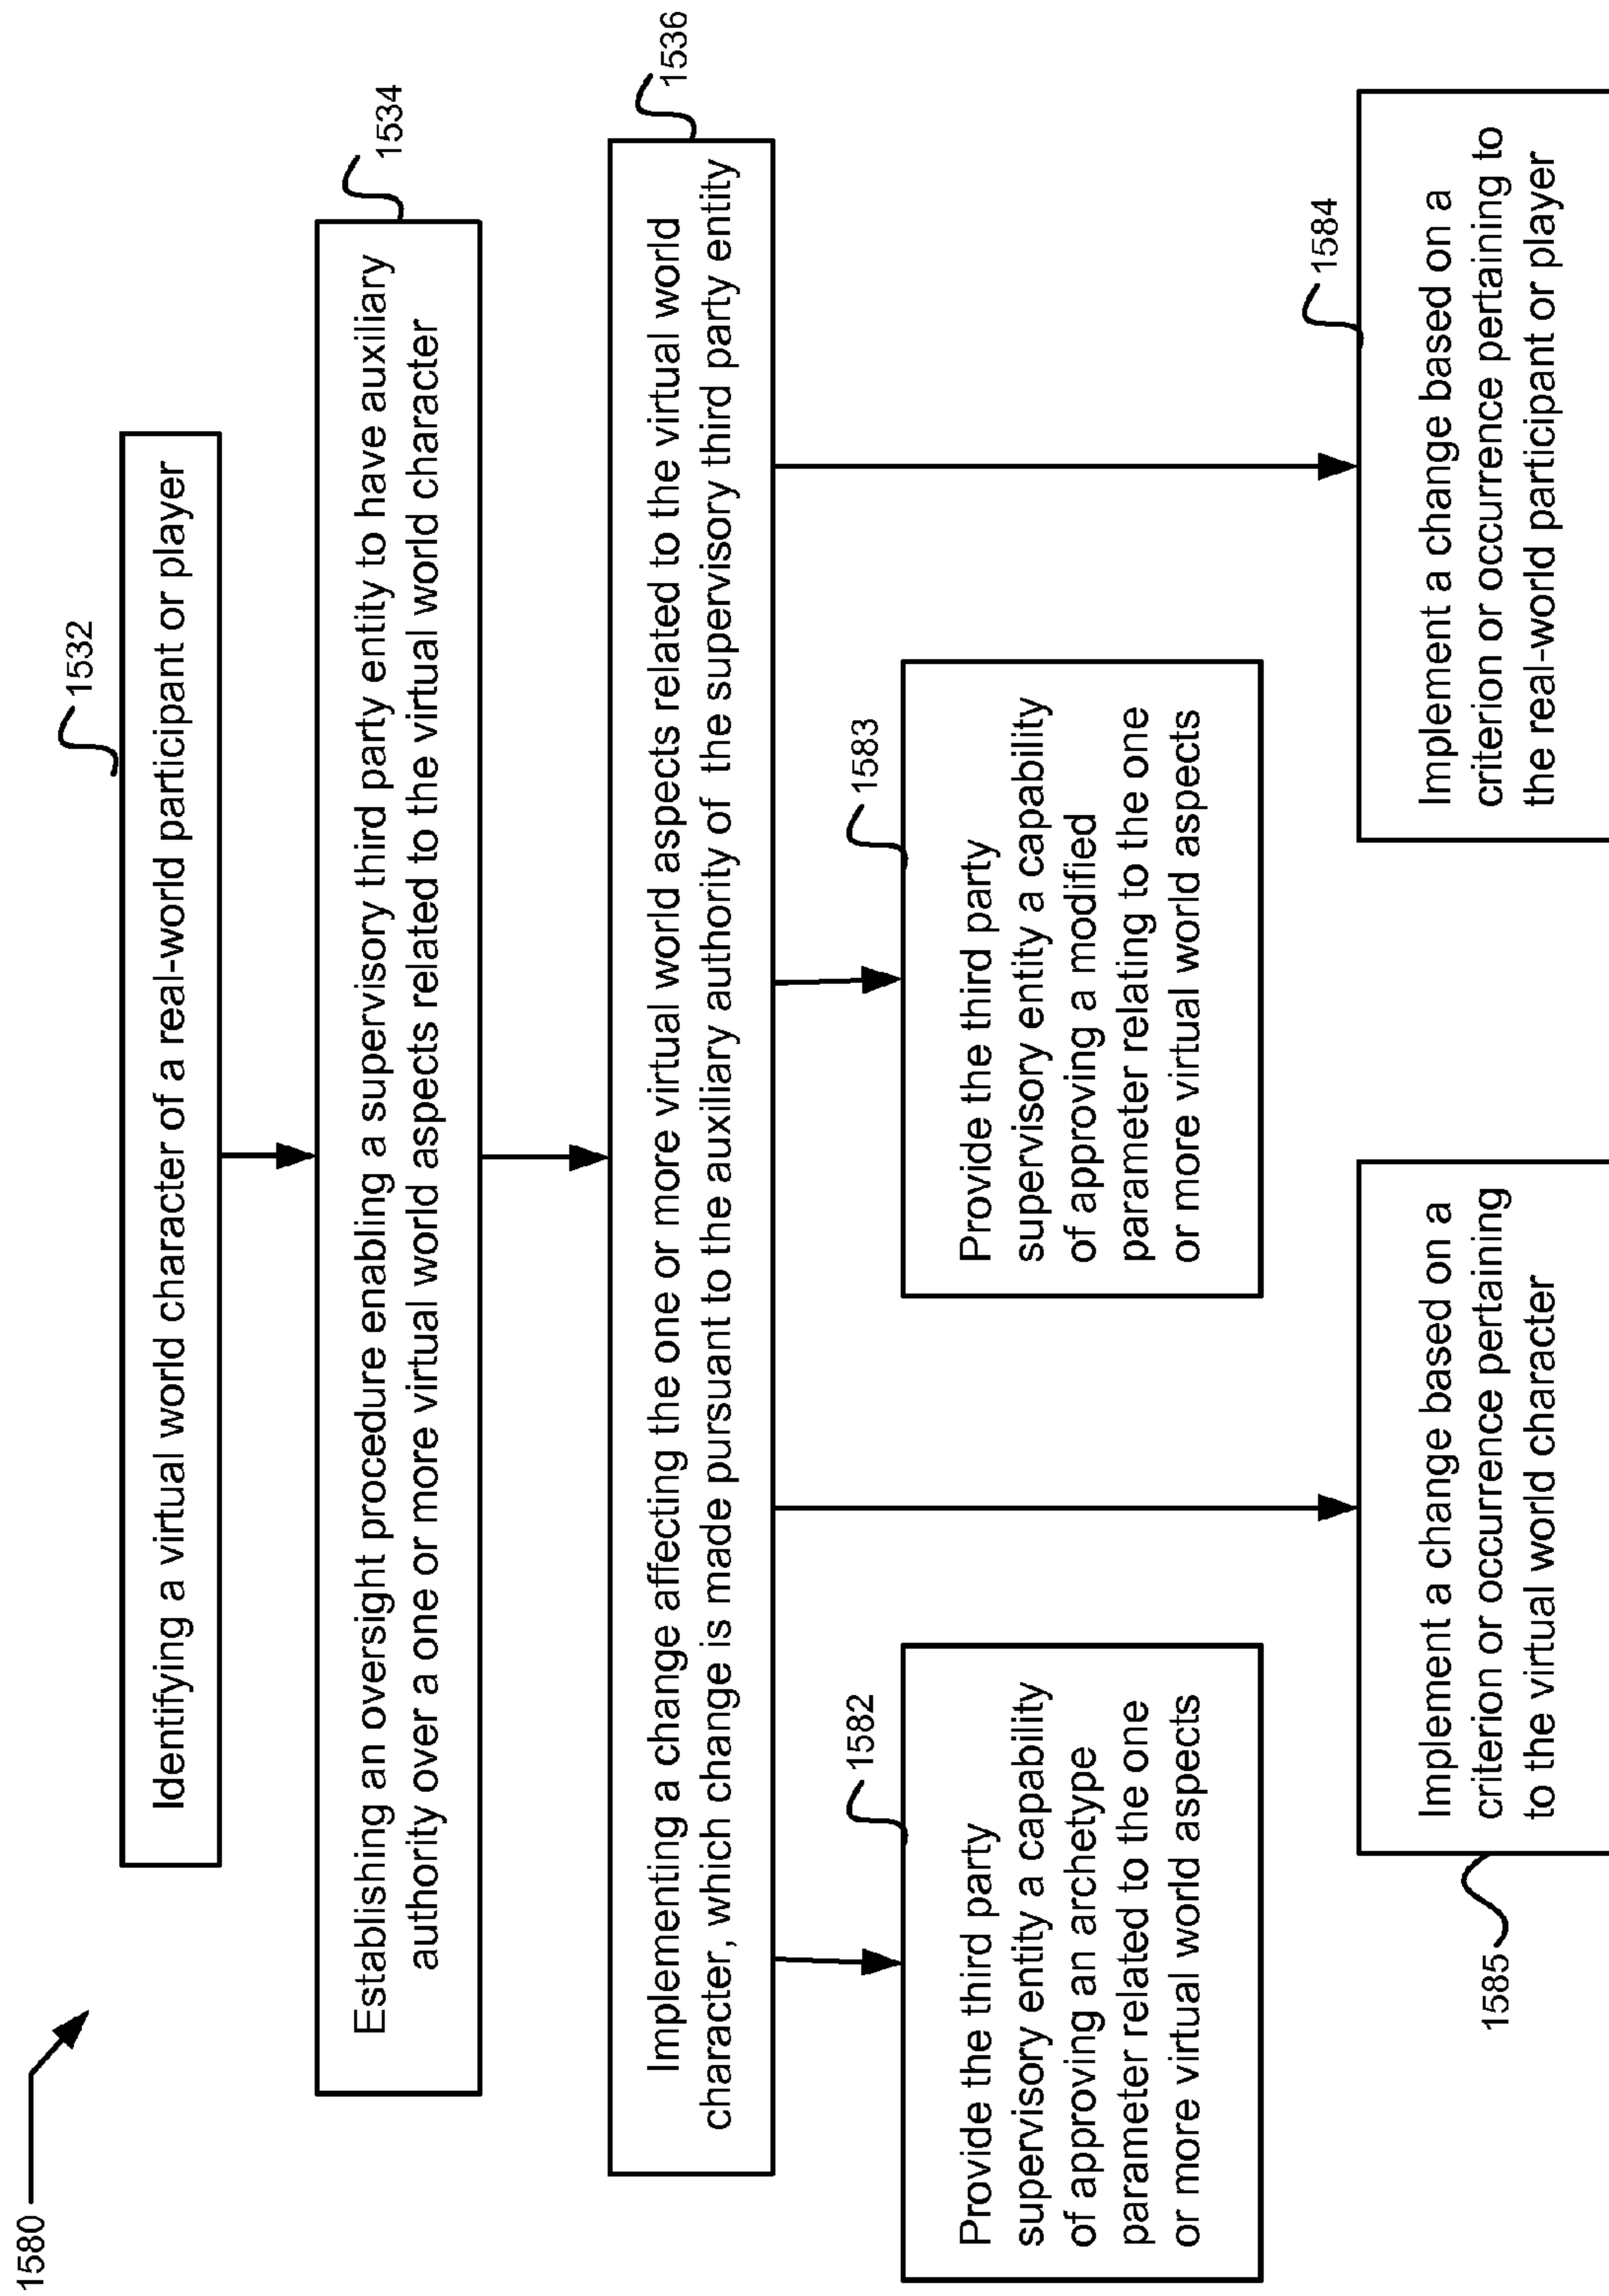 1580
1532
Identifying a virtual world character of a real-world participant or player
1534
Establishing an oversight procedure enabling a supervisory third party entity to have auxiliary
authority over a one or more virtual world aspects related to the virtual world character
1536
Implementing a change affecting the one or more virtual world aspects related to the virtual world
character, which change is made pursuant to the auxiliary authority of the supervisory third party entity
1582
Provide the third party
supervisory entity a capability
of approving an archetype
parameter related to the one
or more virtual world aspects
1583
Provide the third party
supervisory entity a capability
of approving a modified
parameter relating to the one
or more virtual world aspects
1585
Implement a change based on a
criterion or occurrence pertaining
to the virtual world character
1584
Implement a change based on a
criterion or occurrence pertaining to
the real-world participant or player